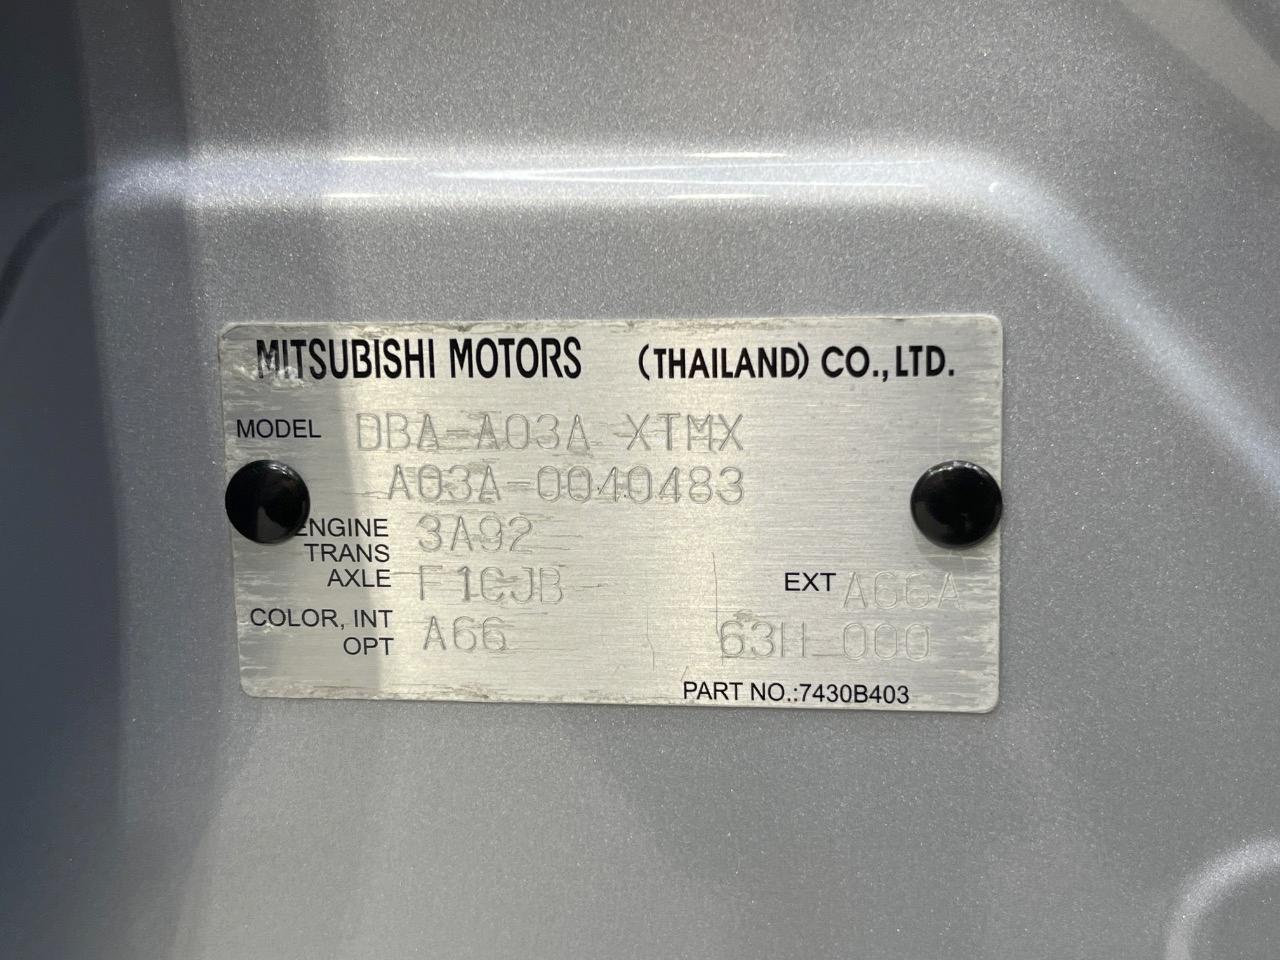 MITSUBISHI MOTORS (THAILAND) CO.,LTD.
MODEL DBA-A03A XTMX
A03A-0040483
ENGINE 3A92
TRANS
AXLE F1CJB EXT A66A
COLOR, INT A66
OPT 63H 000
PART NO.:7430B403